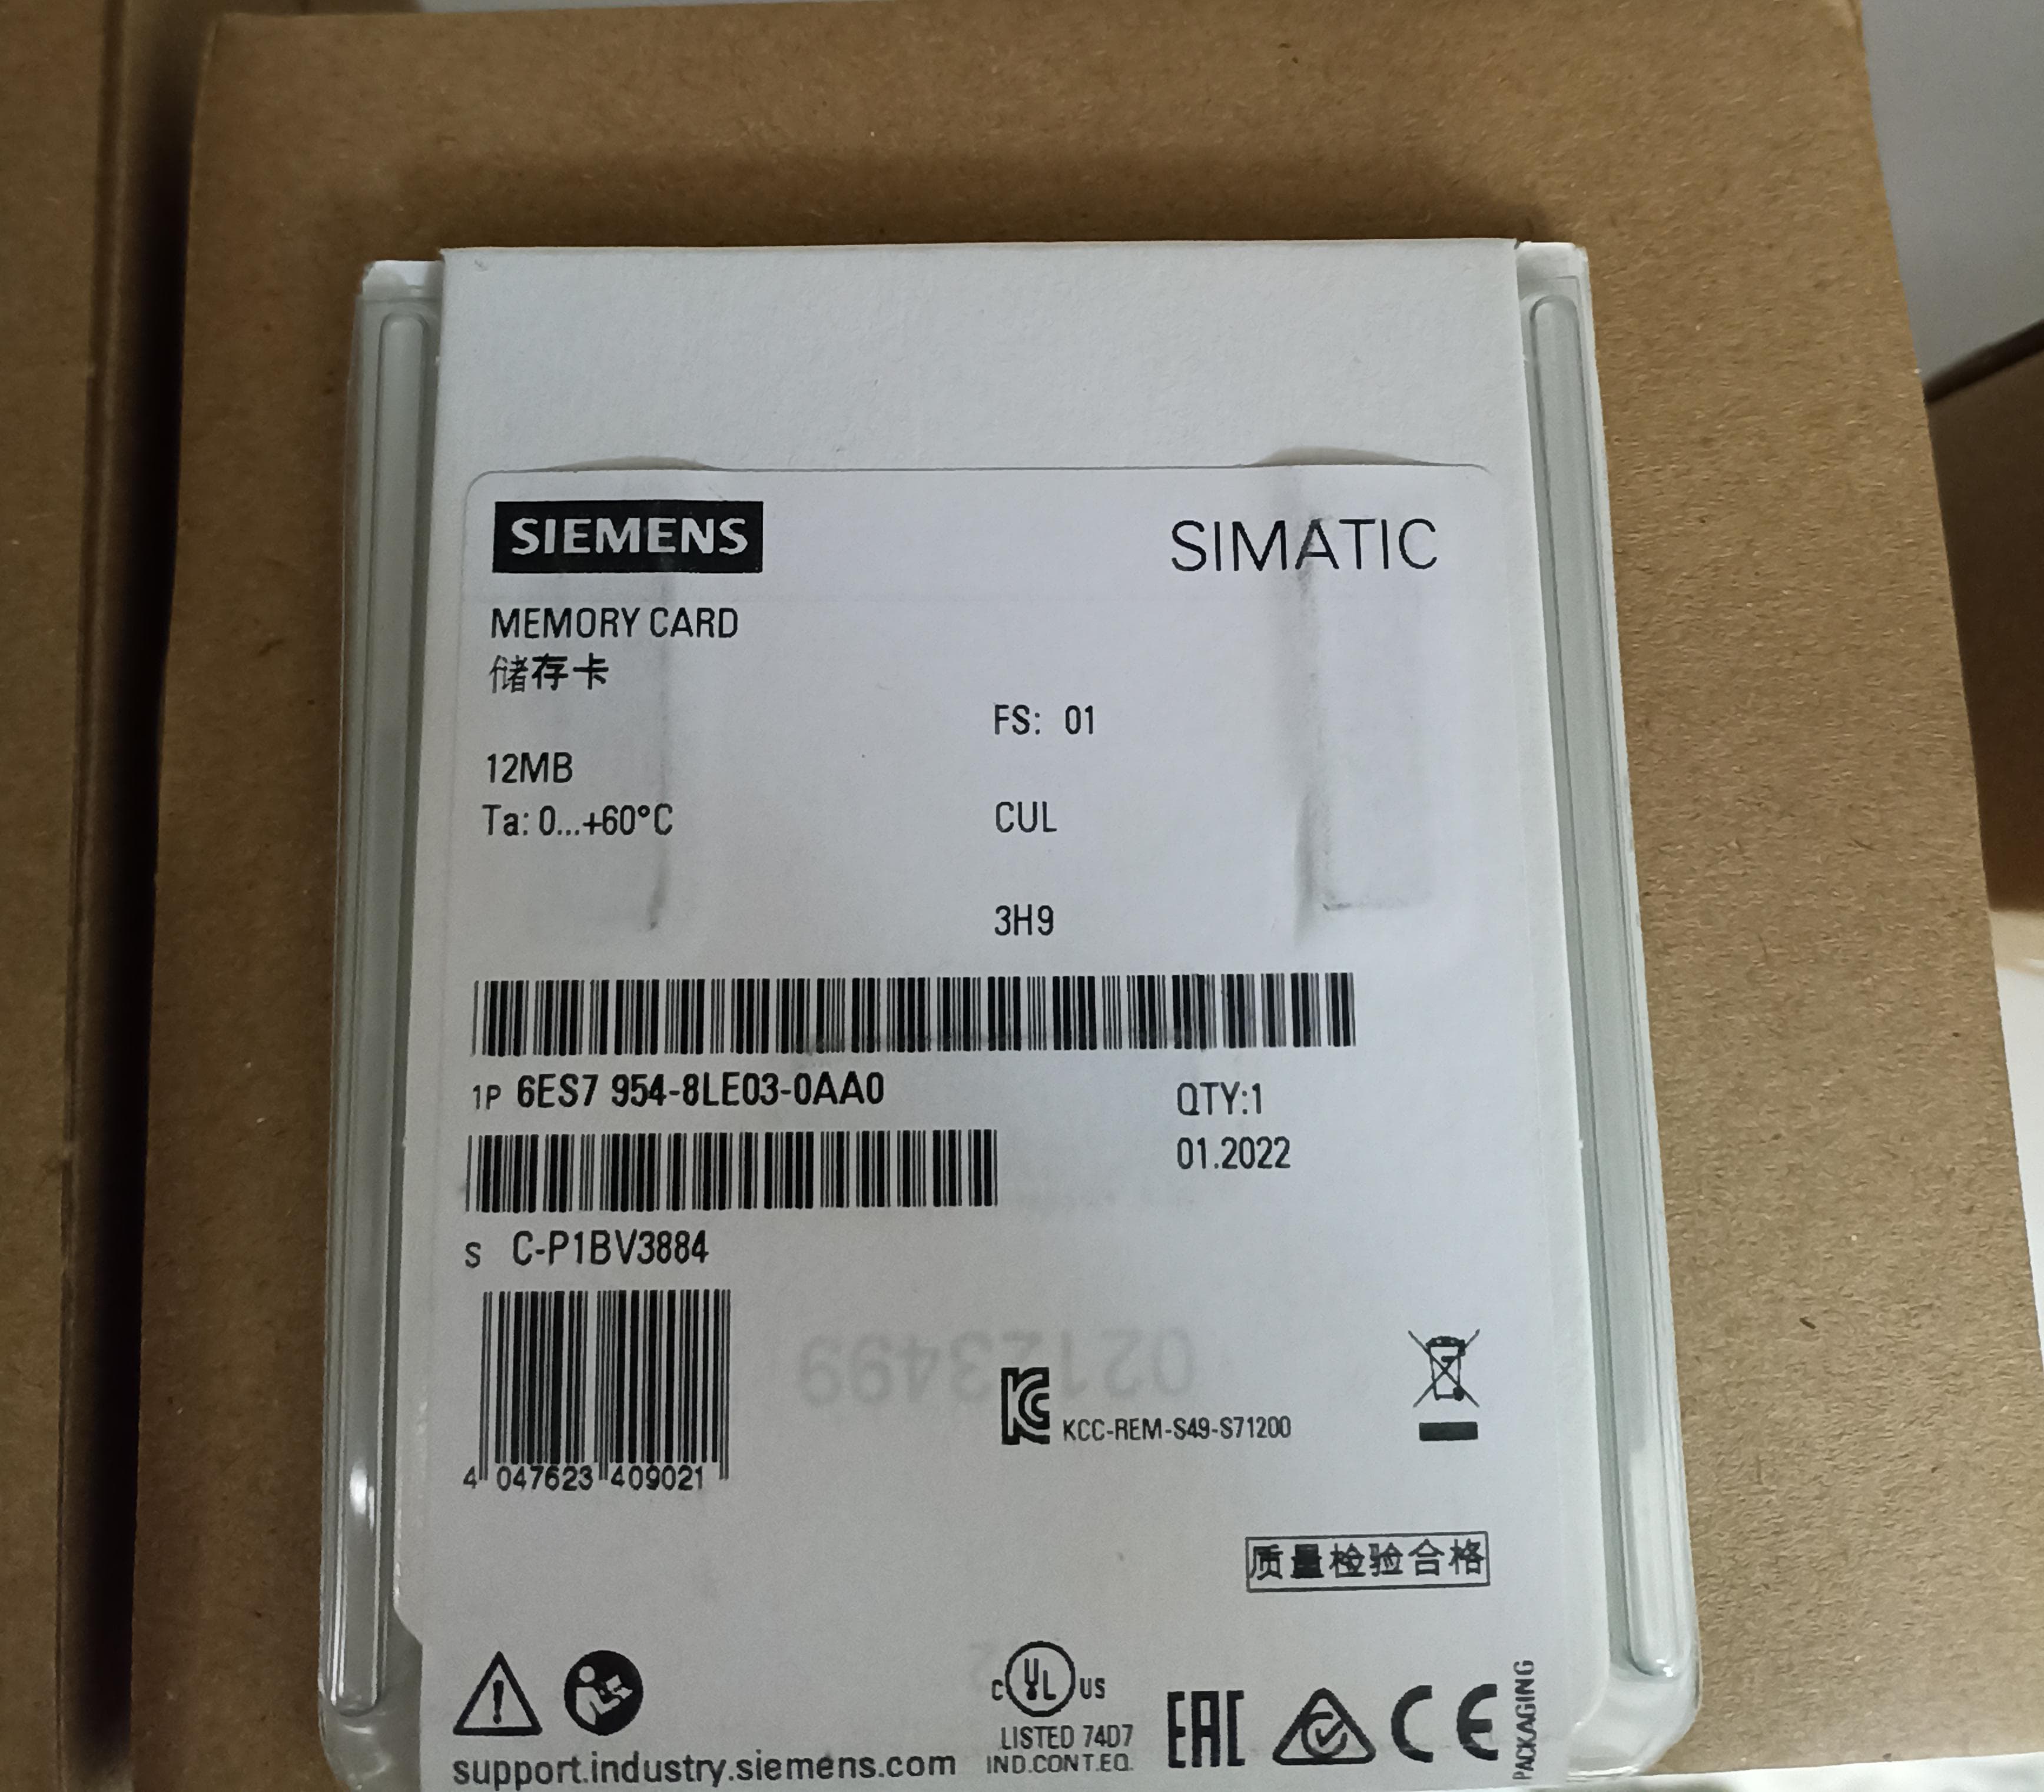 SIEMENS
SIMATIC
MEMORY CARD
储存卡
FS: 01
12MB
Ta: 0...+60°C
CUL
3H9
1P 6ES7 954-8LE03-0AA0
QTY:1
01.2022
S C-P1BV3884
02123499
KCC-REM-S49-S71200
4 047623 409021
质量检验合格
C UL US
LISTED 74D7
IND.CONT.EQ.
EAC
CE
PACKAGING
support.industry.siemens.com